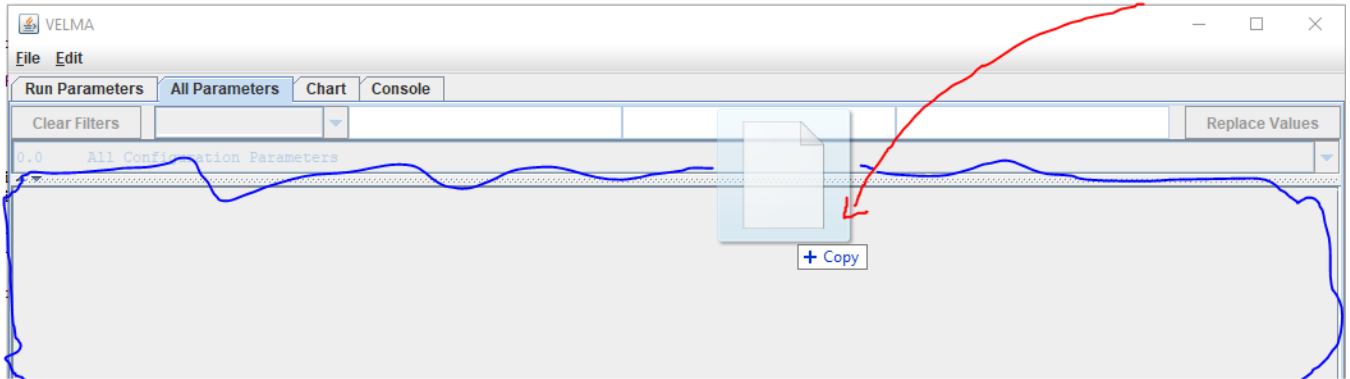 VELMA
File Edit
Run Parameters All Parameters Chart Console
Clear Filters Replace Values
0.0 All Configuration Parameters
+ Copy